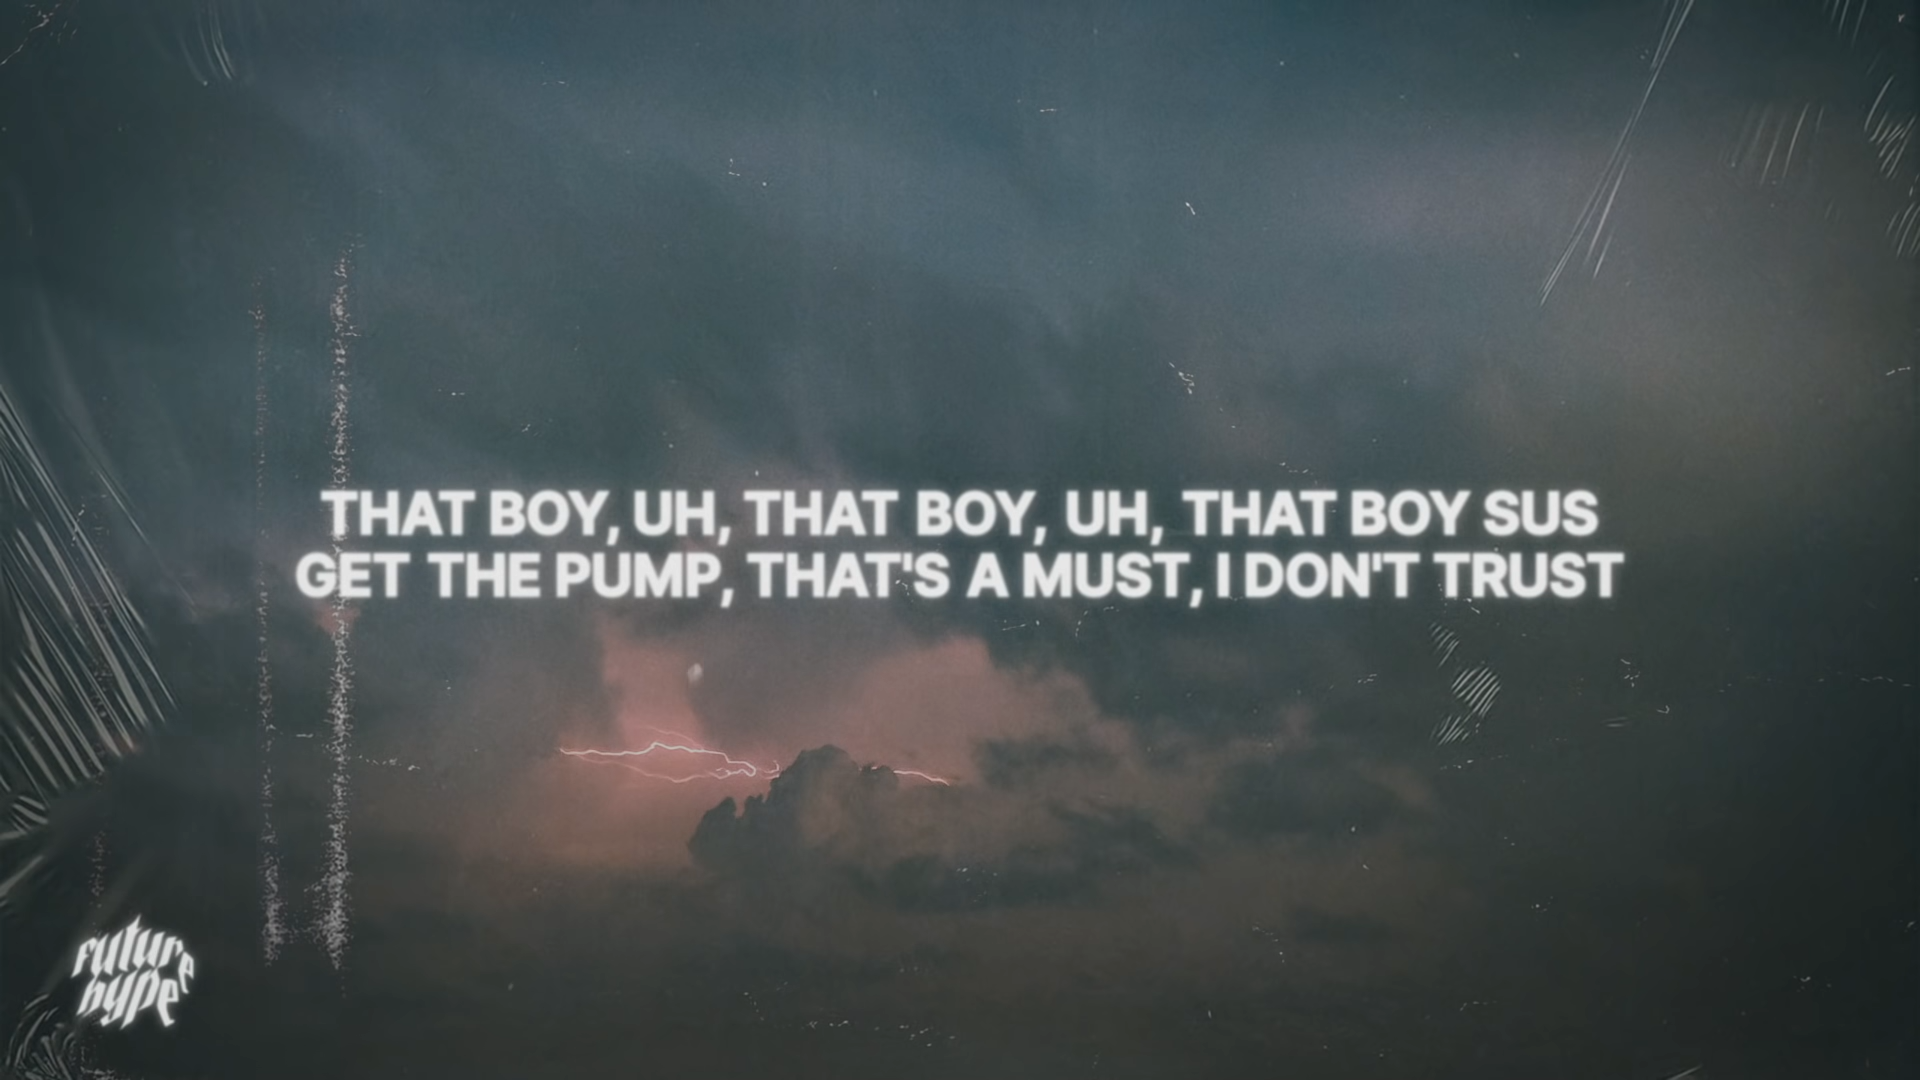 THAT BOY, UH, THAT BOY, UH, THAT BOY SUS
GET THE PUMP, THAT'S A MUST, I DON'T TRUST
future
hype